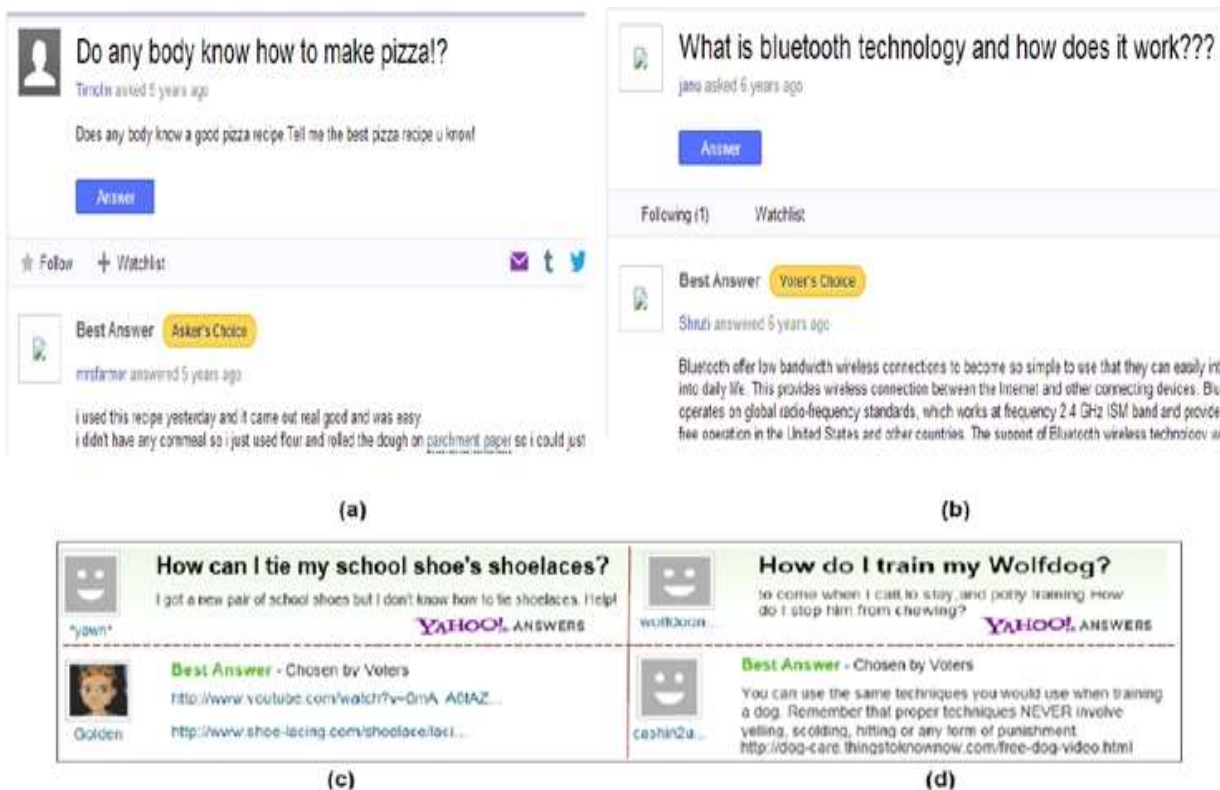 Do any body know how to make pizza!?
asked 5 years ago
Does any body know a good pizza recipe Tell me the best pizza recipe u know!
Answer
Follow + Watchlist
Best Answer Asker's Choice
mrsfarmer answered 5 years ago
i used this recipe yesterday and it came out real good and was easy.
i didn't have any cornmeal so i just used flour and rolled the dough on parchment paper so i could just
(a)
What is bluetooth technology and how does it work???
asked 6 years ago
Answer
Following (1) Watchlist
Best Answer Voter's Choice
Shruti answered 6 years ago
Bluetooth offer low bandwidth wireless connections to become so simple to use that they can easily
into daily life. This provides wireless connection between the Internet and other connecting devices.
operates on global radio-frequency standards, which works at frequency 2.4 GHz ISM band and
free operation in the United States and other countries. The support of Bluetooth wireless technology
(b)
How can I tie my school shoe's shoelaces?
I got a new pair of school shoes but I don't know how to tie shoelaces. Help!
*yawn*
YAHOO! ANSWERS
Best Answer - Chosen by Voters
http://www.youtube.com/watch?
http://www.shoe-lacing.com/shoelace/laci...
Golden
(c)
How do I train my Wolfdog?
to come when I call, to stay, and potty training How
do I stop him from chewing?
YAHOO! ANSWERS
Best Answer - Chosen by Voters
You can use the same techniques you would use when training
a dog. Remember that proper techniques NEVER involve
yelling, scolding, hitting or any form of punishment.
http://dog-care.thingstoknownow.com/free-dog-video.html
cashin2u...
(d)